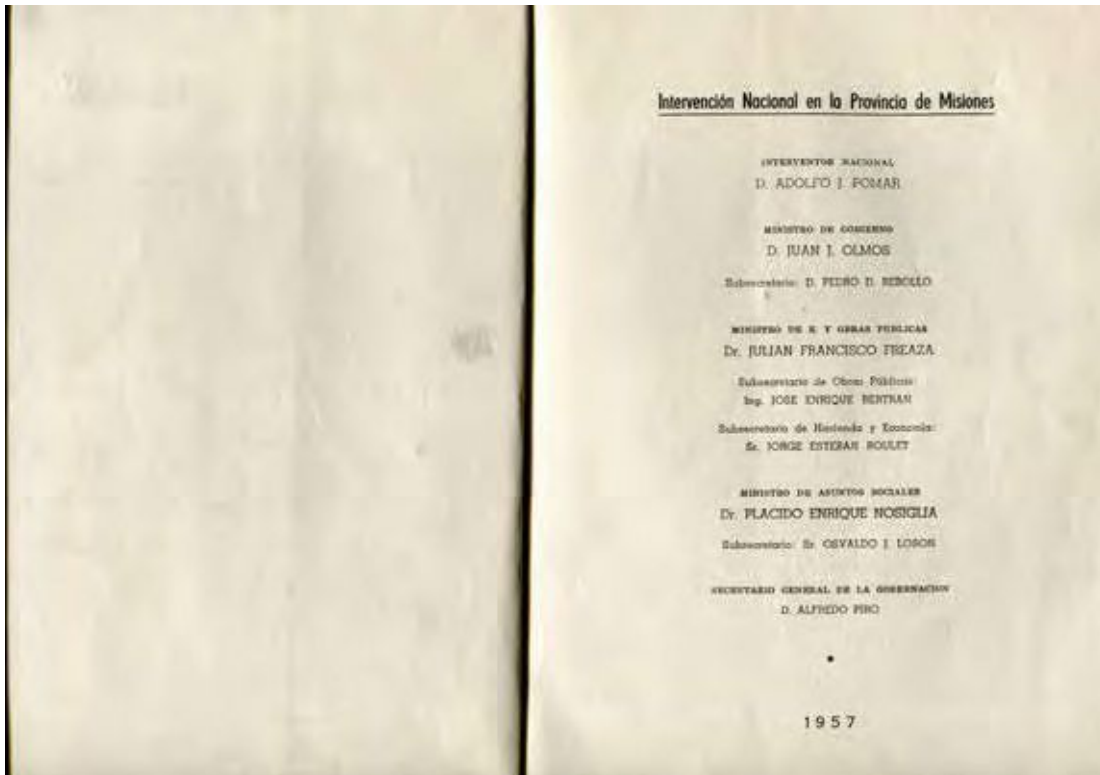 Intervención Nacional en la Provincia de Misiones
INTERVENTOR NACIONAL
D. ADOLFO J. POMAR
MINISTRO DE GOBIERNO
D. JUAN J. OLMOS
Subsecretario: D. PEDRO D. REBOLLO
MINISTRO DE E. Y OBRAS PUBLICAS
Dr. JULIAN FRANCISCO FREAZA
Subsecretario de Obras Públicas:
Ing. JOSE ENRIQUE BERTRAN
Subsecretario de Hacienda y Economía:
Sr. JORGE ESTEBAN ROULET
MINISTRO DE ASUNTOS SOCIALES
Dr. PLACIDO ENRIQUE NOSIGLIA
Subsecretario: Sr. OSVALDO J. LOSON
SECRETARIO GENERAL DE LA GOBERNACION
D. ALFREDO PIRO
1957